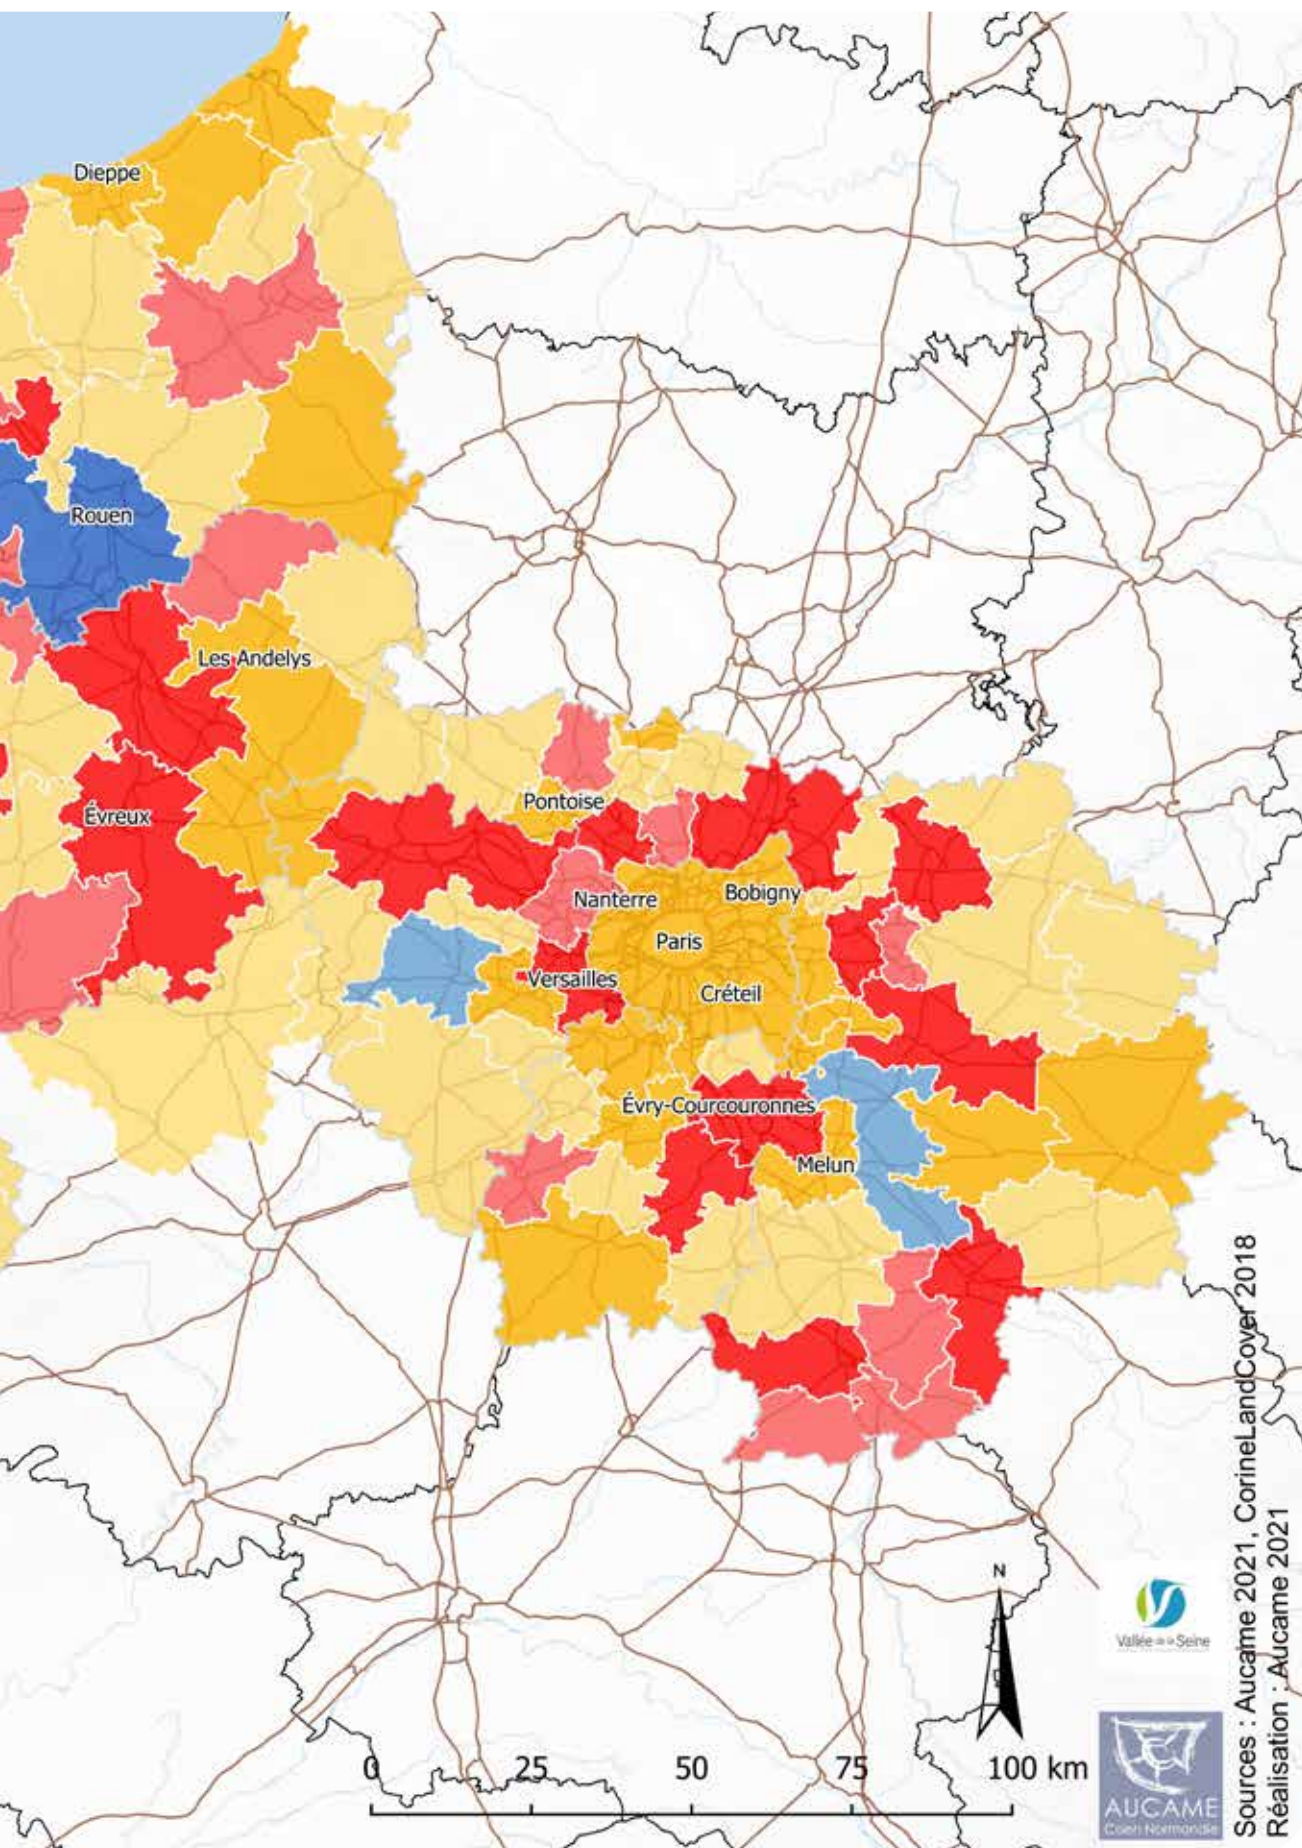 Dieppe
Rouen
Les Andelys
Pontoise
Évreux
Nanterre
Bobigny
Paris
Versailles
Créteil
Évry-Courcouronnes
Melun
N
Vallée de la Seine
0 25 50 75 100 km
AUCAME
Caen Normandie
Sources : Aucame 2021, CorineLandCover 2018
Réalisation : Aucame 2021